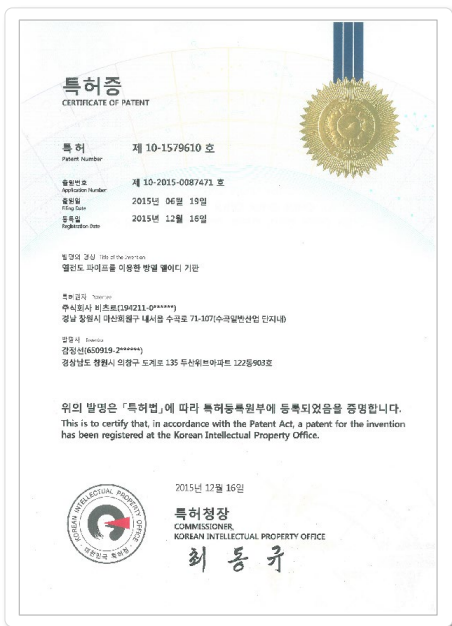 특허증
CERTIFICATE OF PATENT
특 허 제 10-1579610 호
Patent Number
출원번호 제 10-2015-0087471 호
Application Number
출원일 2015년 06월 19일
Filing Date
등록일 2015년 12월 16일
Registration Date
발명의 명칭 Title of the Invention
열전도 파이프를 이용한 방열 엘이디 기판
특허권자 Patentee
주식회사 비츠로(194211-0******)
경남 창원시 마산회원구 내서읍 수곡로 71-107(수곡일반산업 단지내)
발명자 Inventor
감정선(650919-2******)
경상남도 창원시 의창구 도계로 135 두산위브아파트 122동903호
위의 발명은 「특허법」에 따라 특허등록원부에 등록되었음을 증명합니다.
This is to certify that, in accordance with the Patent Act, a patent for the invention
has been registered at the Korean Intellectual Property Office.
2015년 12월 16일
특허청장
COMMISSIONER,
KOREAN INTELLECTUAL PROPERTY OFFICE
최동규
KOREAN INTELLECTUAL PROPERTY OFFICE
대한민국 특허청